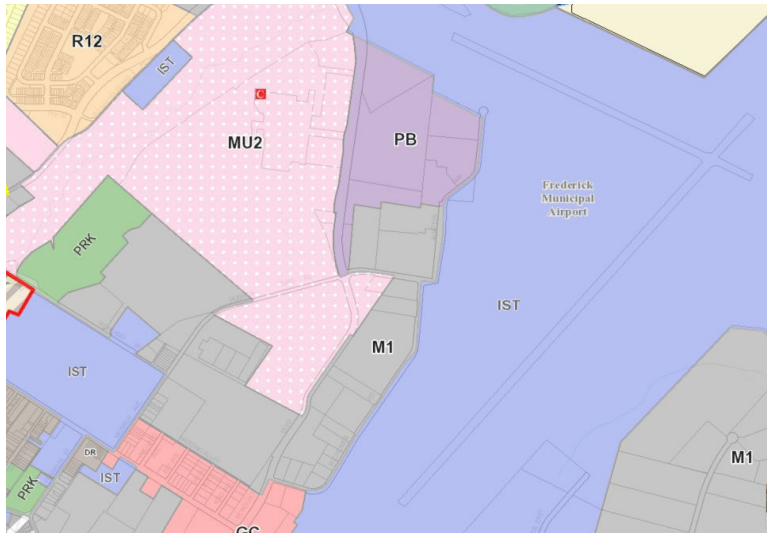 R12
IST
C
MU2
PB
Frederick
Municipal
Airport
PRK
IST
M1
IST
DR
M1
PRK
IST
GC